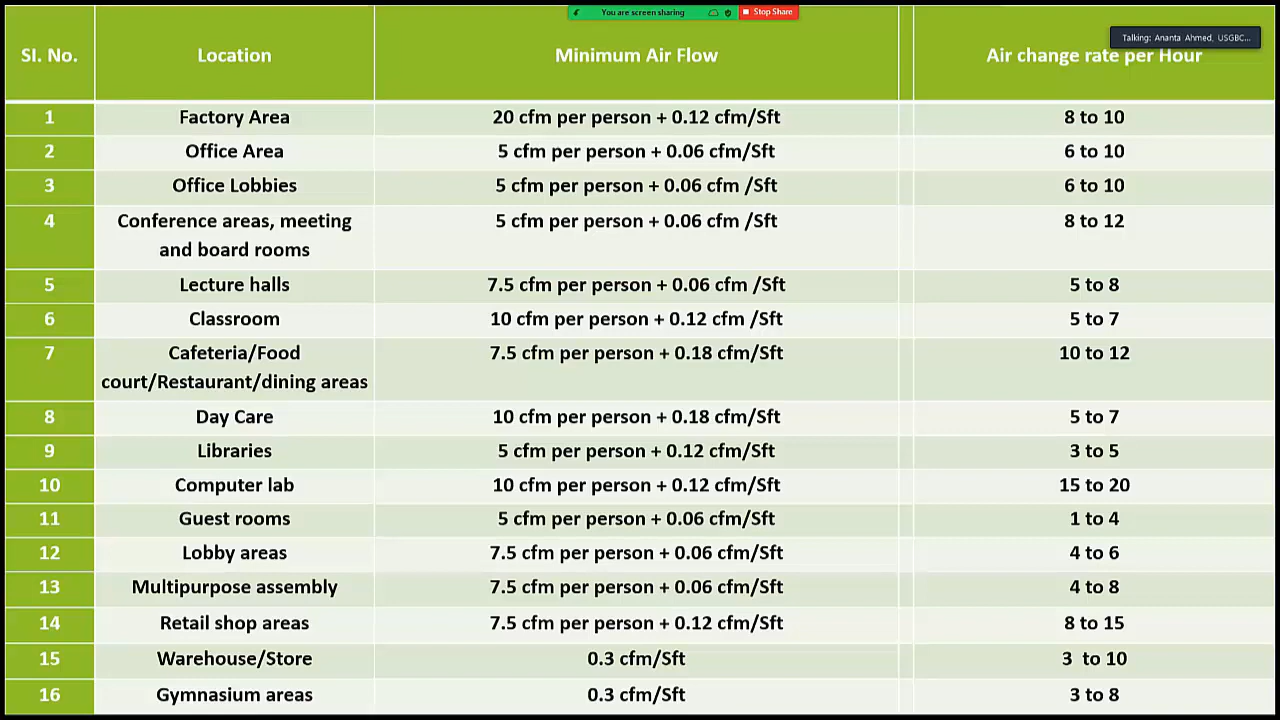 You are screen sharing
Stop Share
Talking: Ananta Ahmed, USGBC...
SI. No. Location Minimum Air Flow Air change rate per Hour
1 Factory Area 20 cfm per person + 0.12 cfm/Sft 8 to 10
2 Office Area 5 cfm per person + 0.06 cfm/Sft 6 to 10
3 Office Lobbies 5 cfm per person + 0.06 cfm /Sft 6 to 10
4 Conference areas, meeting 5 cfm per person + 0.06 cfm /Sft 8 to 12
and board rooms
5 Lecture halls 7.5 cfm per person + 0.06 cfm /Sft 5 to 8
6 Classroom 10 cfm per person + 0.12 cfm /Sft 5 to 7
7 Cafeteria/Food 7.5 cfm per person + 0.18 cfm/Sft 10 to 12
court/Restaurant/dining areas
8 Day Care 10 cfm per person + 0.18 cfm/Sft 5 to 7
9 Libraries 5 cfm per person + 0.12 cfm/Sft 3 to 5
10 Computer lab 10 cfm per person + 0.12 cfm/Sft 15 to 20
11 Guest rooms 5 cfm per person + 0.06 cfm/Sft 1 to 4
12 Lobby areas 7.5 cfm per person + 0.06 cfm/Sft 4 to 6
13 Multipurpose assembly 7.5 cfm per person + 0.06 cfm/Sft 4 to 8
14 Retail shop areas 7.5 cfm per person + 0.12 cfm/Sft 8 to 15
15 Warehouse/Store 0.3 cfm/Sft 3 to 10
16 Gymnasium areas 0.3 cfm/Sft 3 to 8